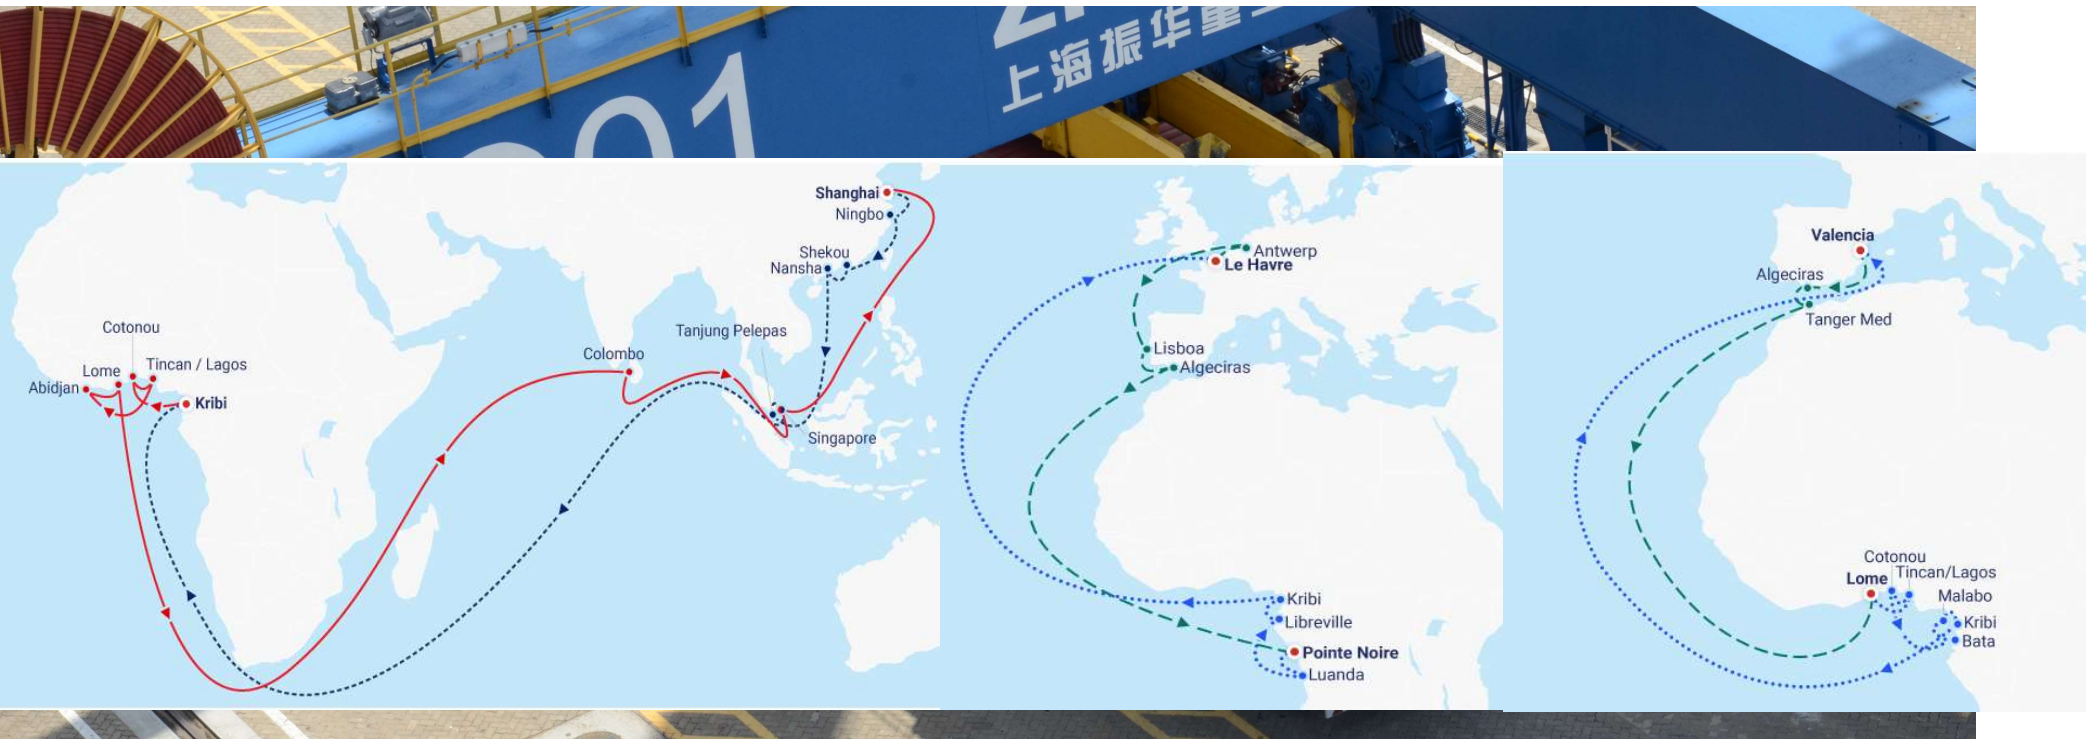 上海振华重工
01
Shanghai
Ningbo
Shekou
Nansha
Tanjung Pelepas
Colombo
Singapore
Cotonou
Tincan / Lagos
Lome
Abidjan
Kribi
Antwerp
Le Havre
Lisboa
Algeciras
Kribi
Libreville
Pointe Noire
Luanda
Valencia
Algeciras
Tanger Med
Cotonou
Tincan/Lagos
Lome
Malabo
Kribi
Bata